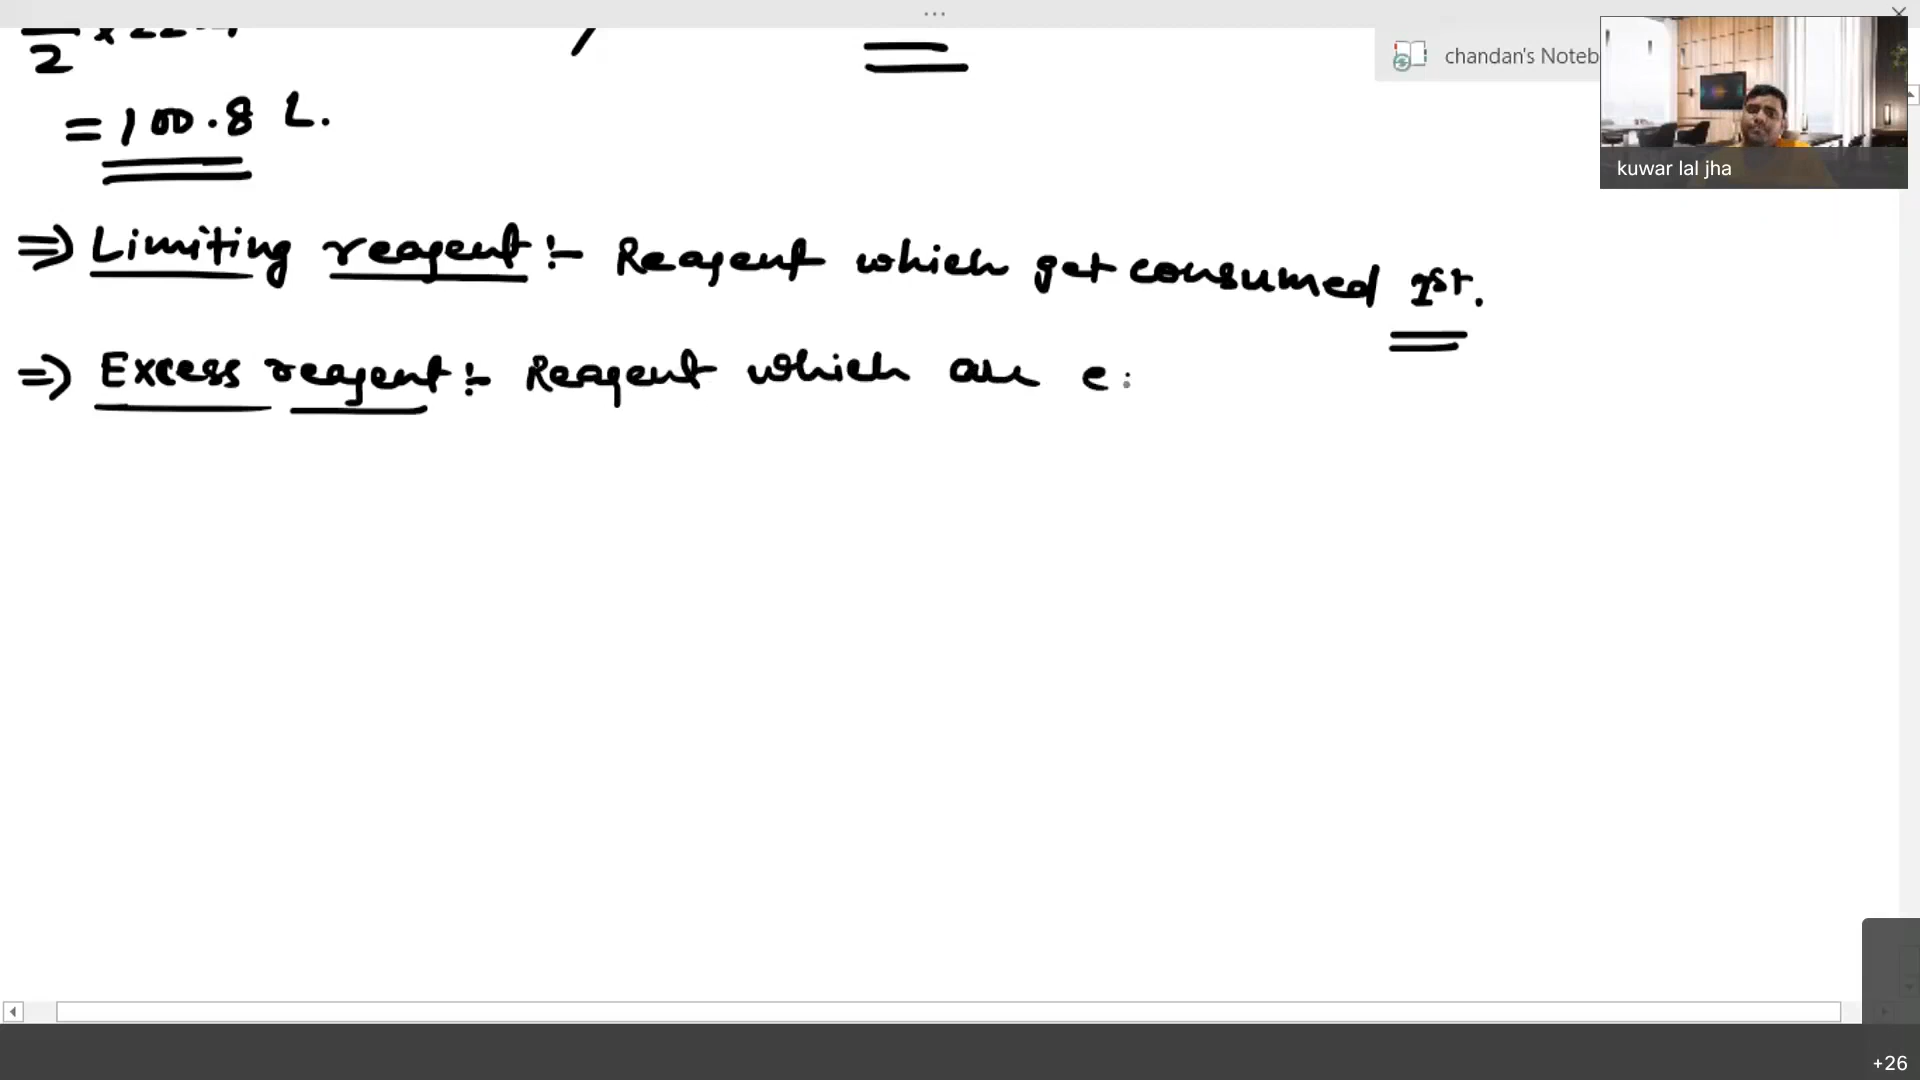 2
= 100.8 L.
chandan's Noteb
kuwar lal jha
⇒ Limiting reagent :- Reagent which get consumed 1st.
⇒ Excess reagent :- Reagent which are e
+26